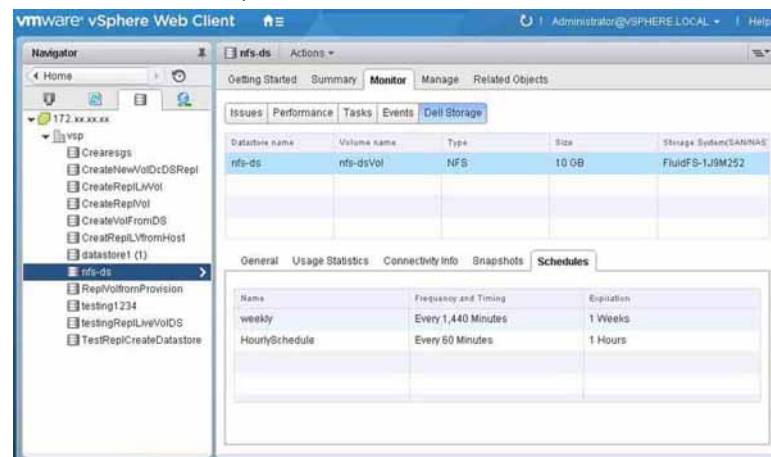 vmware® vSphere Web Client
Administrator@VSPHERE.LOCAL
Help
Navigator
Home
172.xx.xx.xx
vsp
Crearesgs
CreateNewVolDcDSRepl
CreateReplLivVol
CreateReplVol
CreateVolFromDS
CreatReplLVfromHost
datastore1 (1)
nfs-ds
ReplVolfromProvision
testing1234
testingReplLiveVolDS
TestReplCreateDatastore
nfs-ds Actions
Getting Started Summary Monitor Manage Related Objects
Issues Performance Tasks Events Dell Storage
Datastore name Volume name Type Size Storage System(SAN/NAS
nfs-ds nfs-dsVol NFS 10 GB FluidFS-1J9M252
General Usage Statistics Connectivity Info Snapshots Schedules
Name Frequency and Timing Expiration
weekly Every 1,440 Minutes 1 Weeks
HourlySchedule Every 60 Minutes 1 Hours